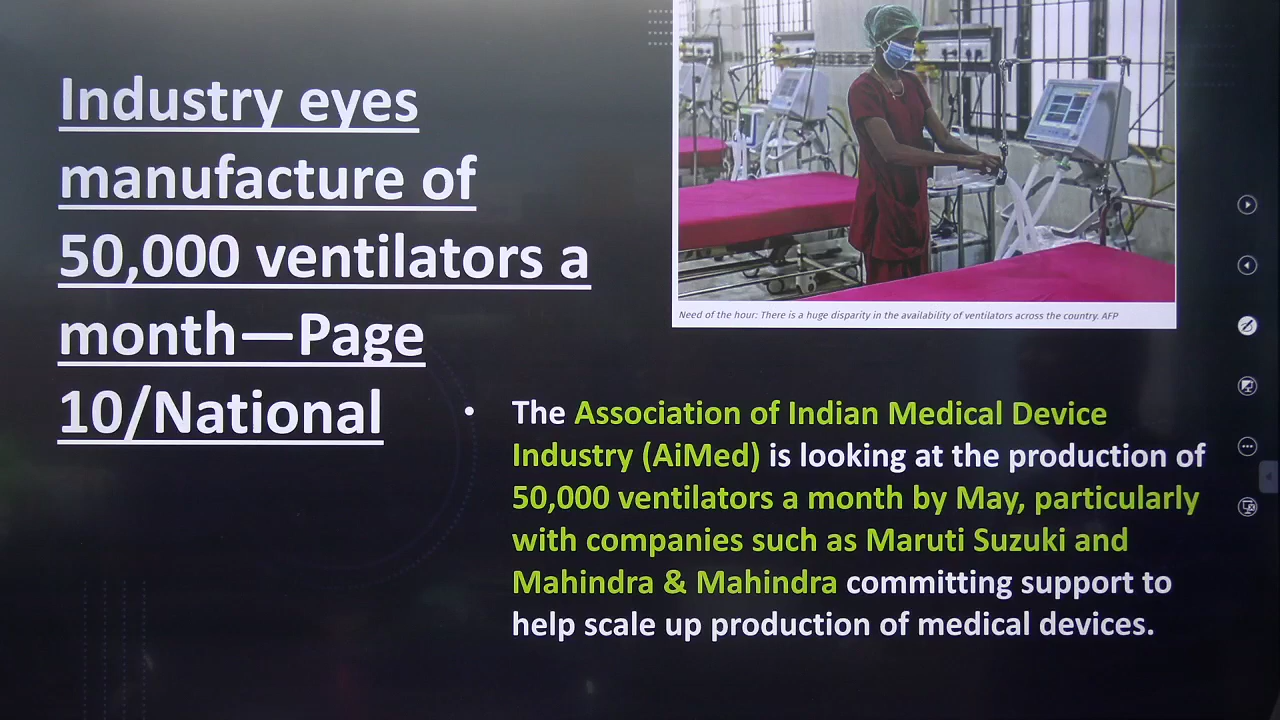 Industry eyes
manufacture of
50,000 ventilators a
month—Page
10/National
Need of the hour: There is a huge disparity in the availability of ventilators across the country. AFP
• The Association of Indian Medical Device
Industry (AiMed) is looking at the production of
50,000 ventilators a month by May, particularly
with companies such as Maruti Suzuki and
Mahindra & Mahindra committing support to
help scale up production of medical devices.